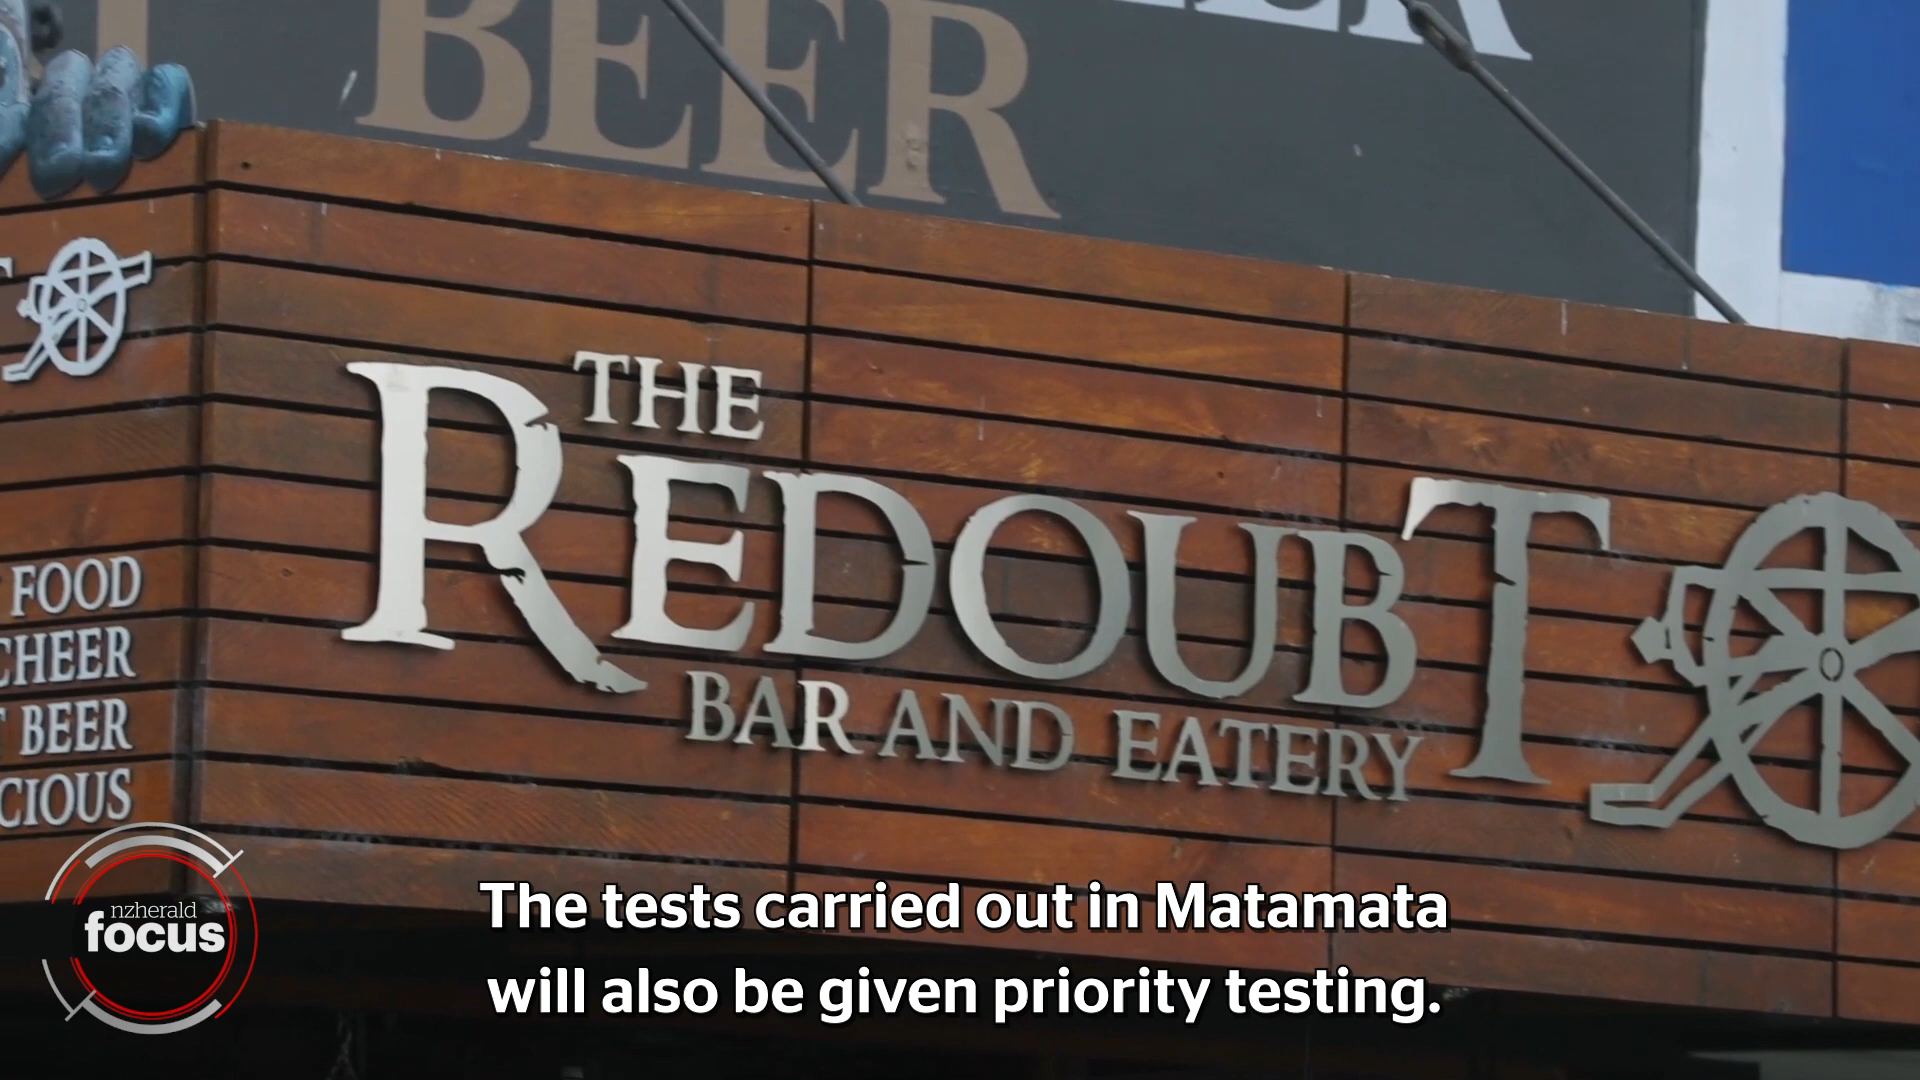 BEER
THE
REDOUBT
BAR AND EATERY
FOOD
CHEER
BEER
CIOUS
nzherald
focus
The tests carried out in Matamata
will also be given priority testing.